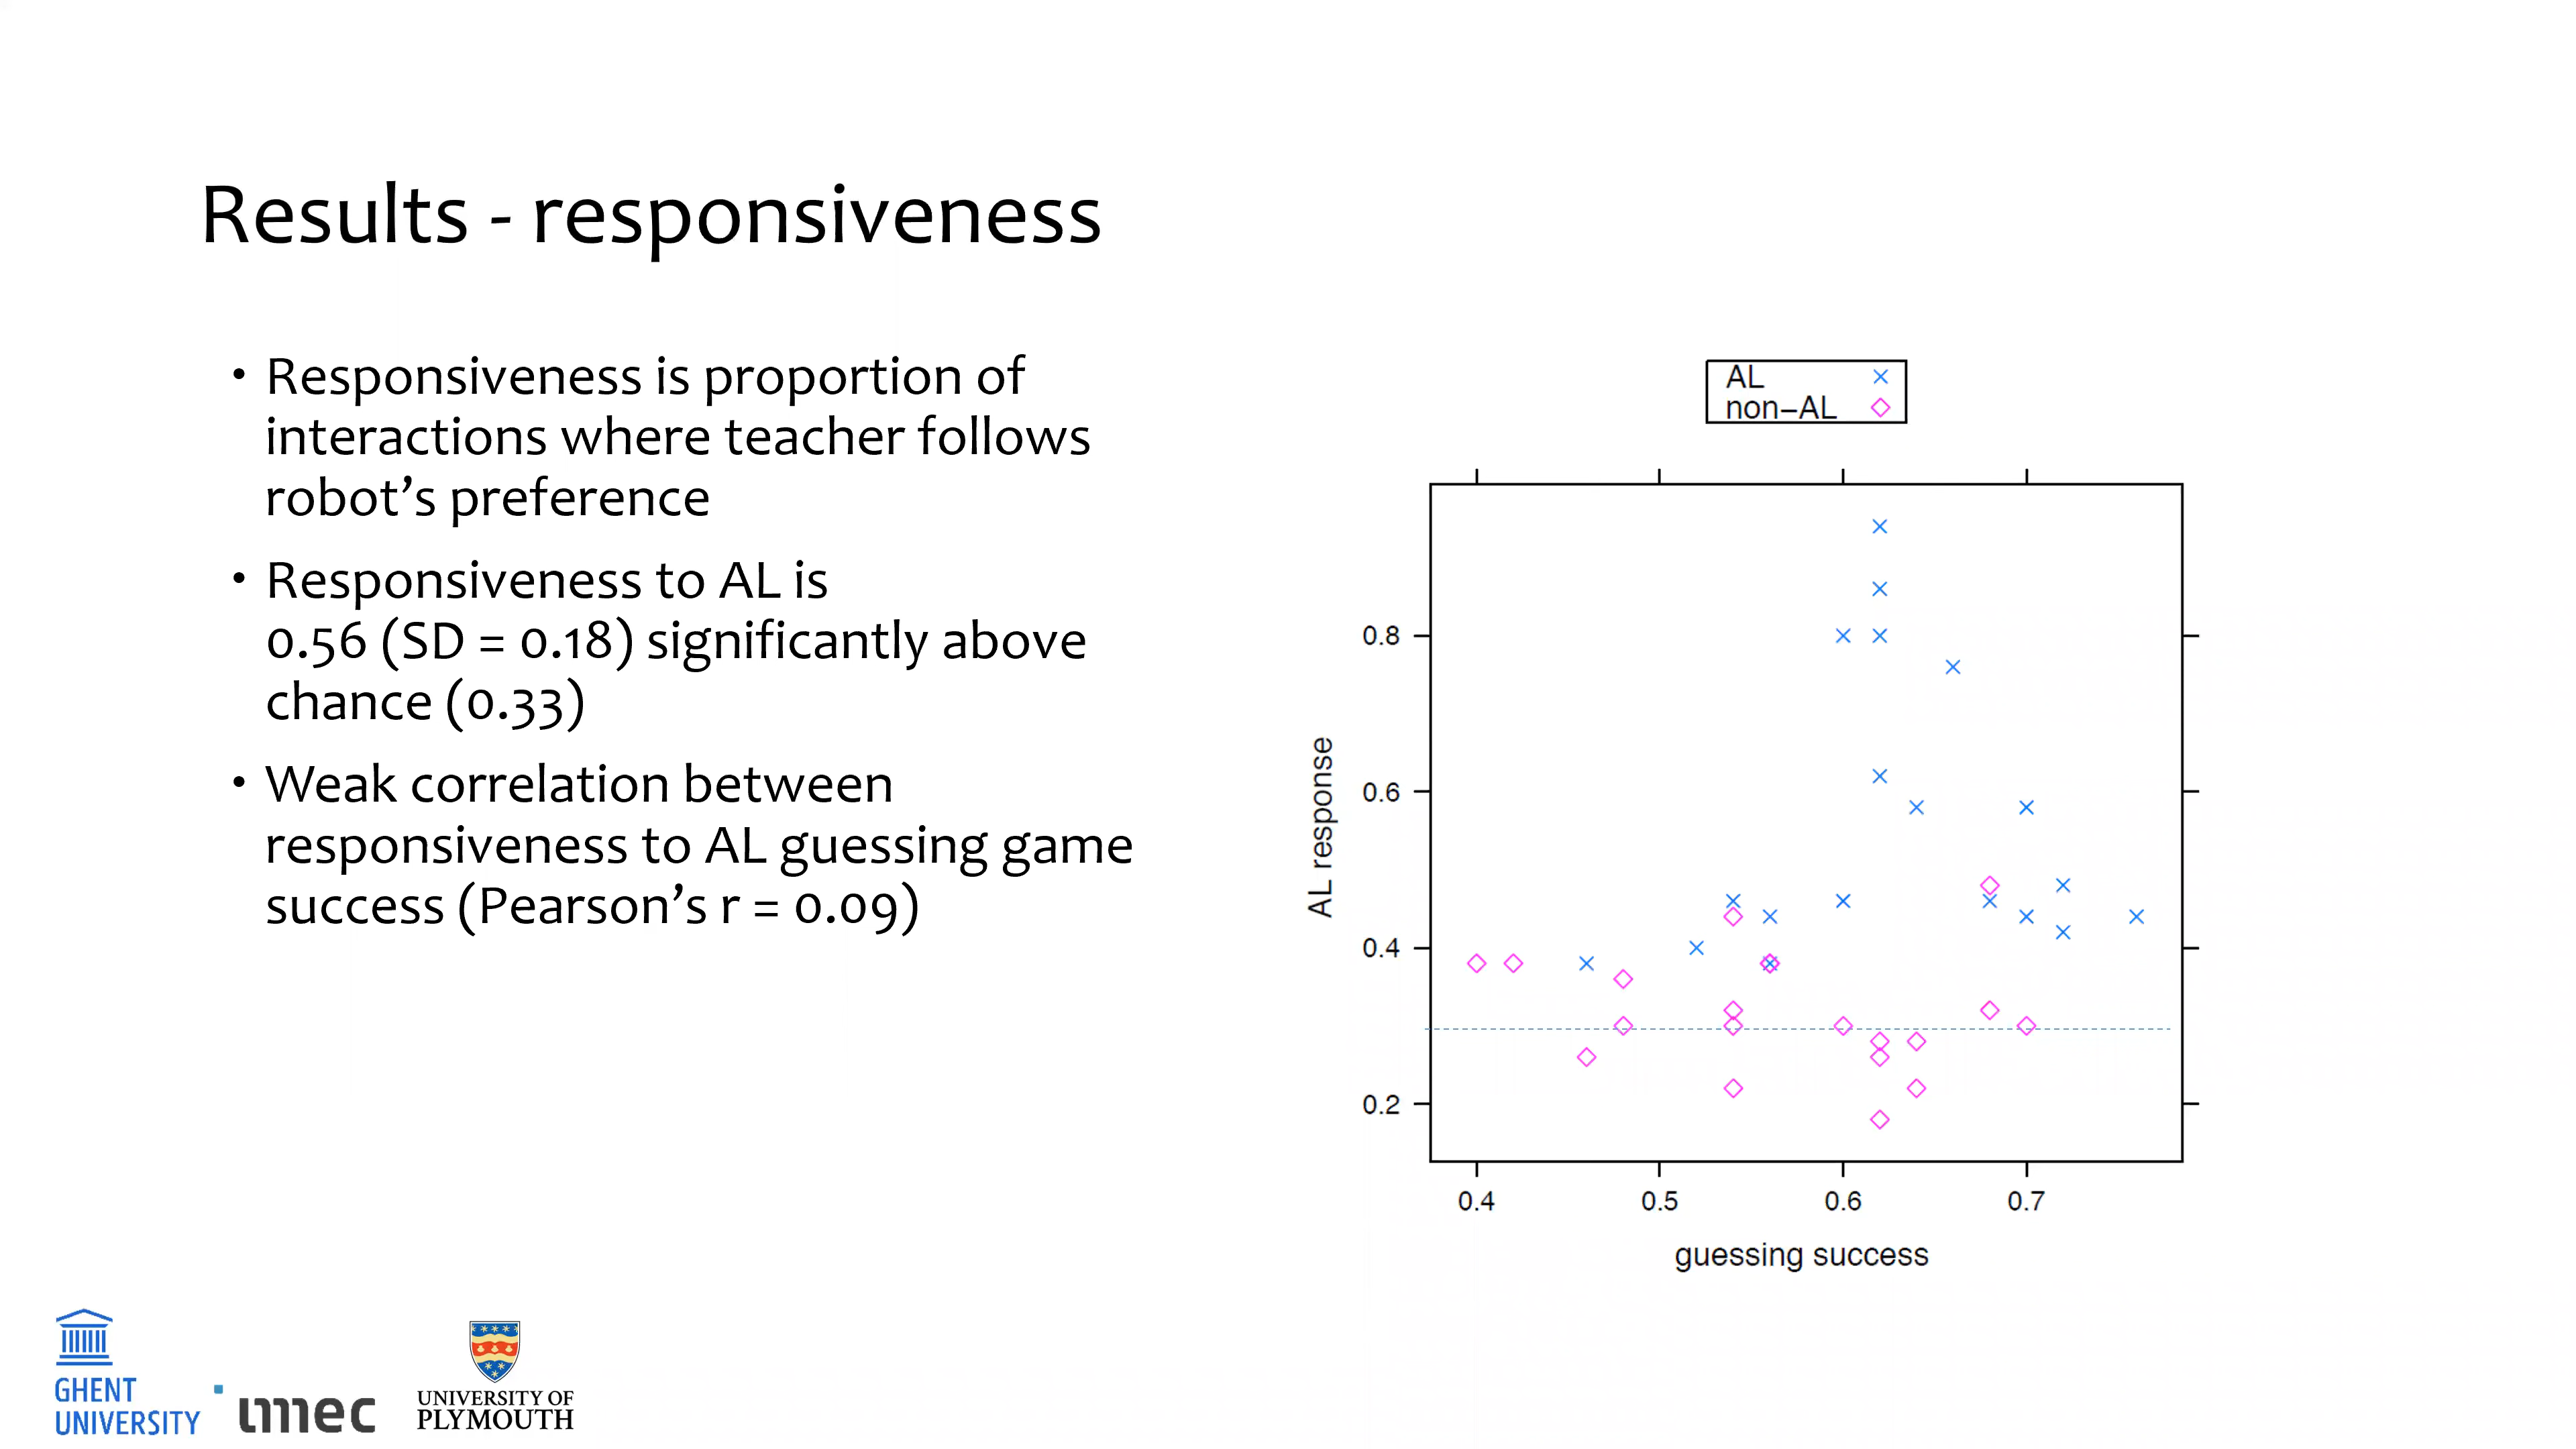 Results - responsiveness
• Responsiveness is proportion of
interactions where teacher follows
robot’s preference
• Responsiveness to AL is
0.56 (SD = 0.18) significantly above
chance (0.33)
• Weak correlation between
responsiveness to AL guessing game
success (Pearson’s r = 0.09)
AL
non−AL
AL response
0.8
0.6
0.4
0.2
0.4 0.5 0.6 0.7
guessing success
GHENT
UNIVERSITY
imec
UNIVERSITY OF
PLYMOUTH